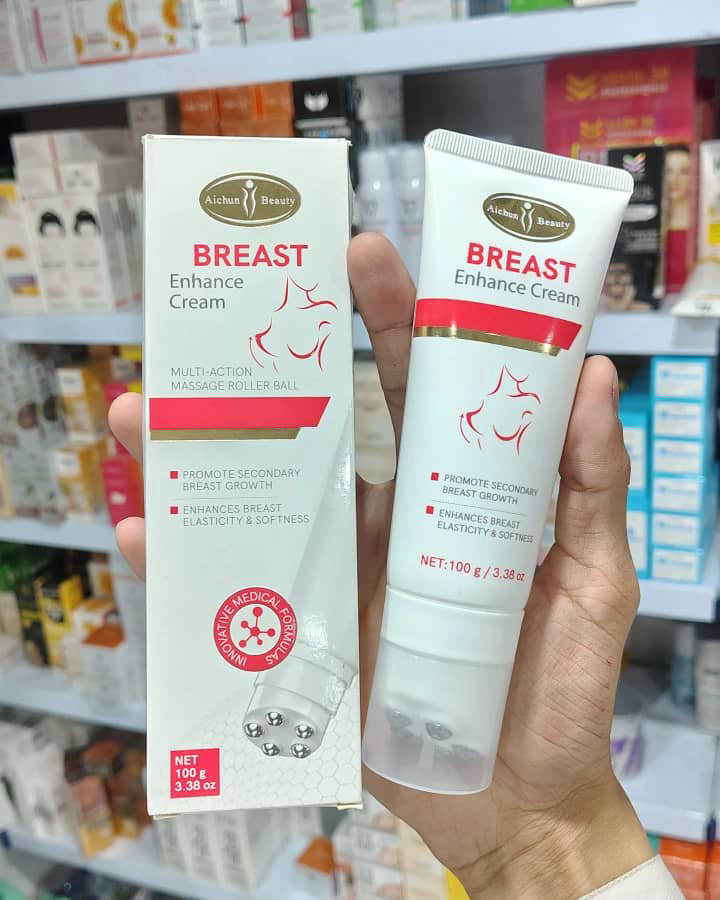 Aichun Beauty
BREAST
Enhance
Cream
MULTI-ACTION
MASSAGE ROLLER BALL
PROMOTE SECONDARY
BREAST GROWTH
ENHANCES BREAST
ELASTICITY & SOFTNESS
INNOVATIVE MEDICAL FORMULAS
NET
100 g
3.38 oz
Aichun Beauty
BREAST
Enhance Cream
PROMOTE SECONDARY
BREAST GROWTH
ENHANCES BREAST
ELASTICITY & SOFTNESS
NET:100 g / 3.38 oz